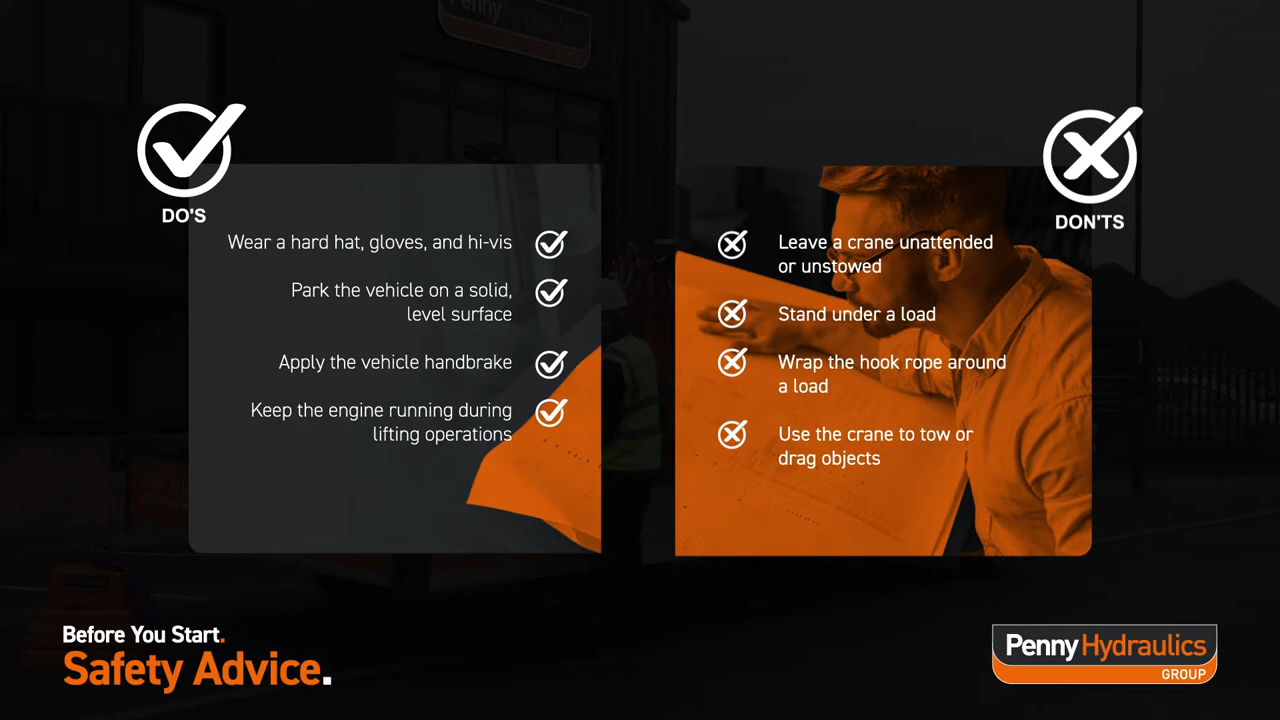 Penny
DO'S
Wear a hard hat, gloves, and hi-vis
Park the vehicle on a solid,
level surface
Apply the vehicle handbrake
Keep the engine running during
lifting operations
DON'TS
Leave a crane unattended
or unstowed
Stand under a load
Wrap the hook rope around
a load
Use the crane to tow or
drag objects
Before You Start.
Safety Advice.
PennyHydraulics
GROUP